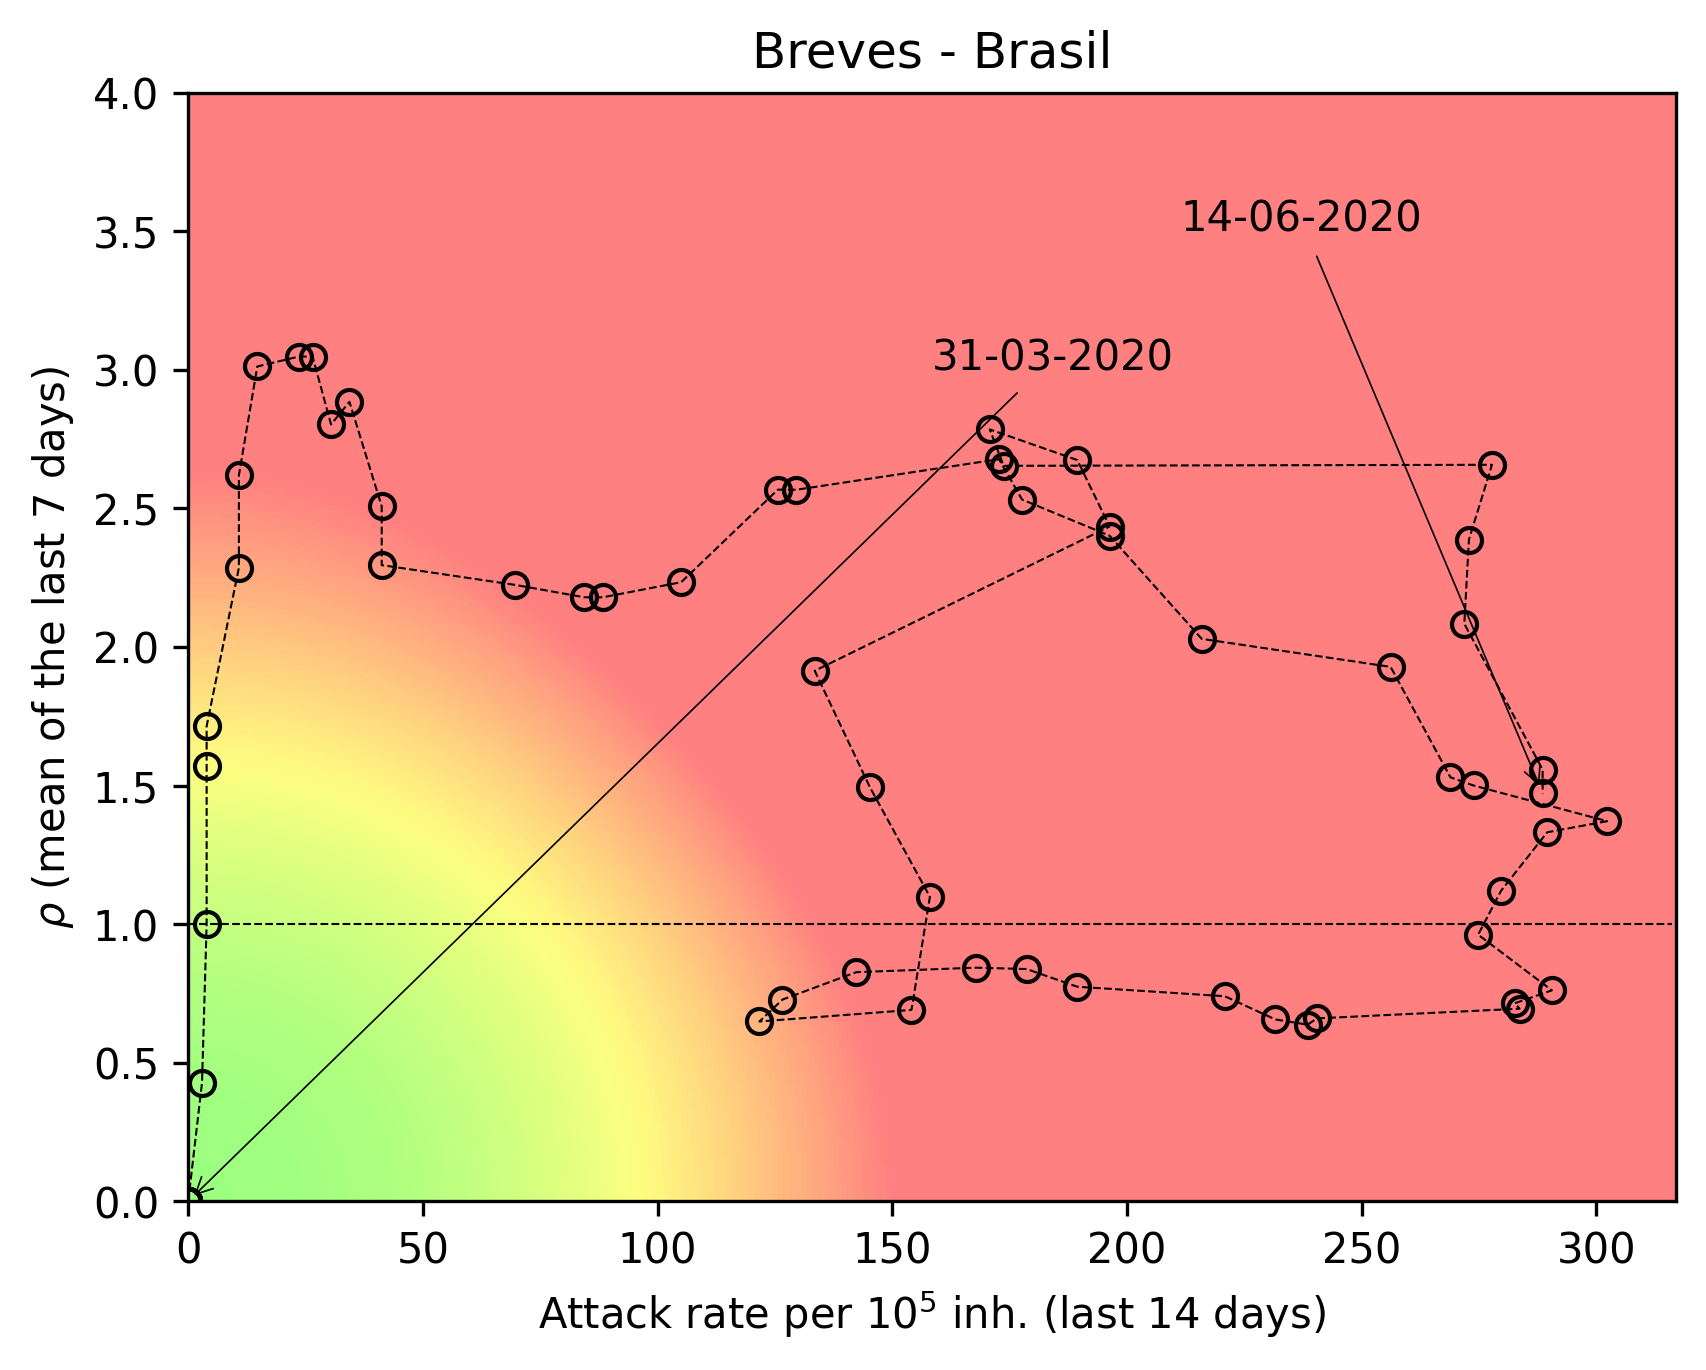 Breves - Brasil
4.0
3.5
3.0
2.5
2.0
1.5
1.0
0.5
0.0
ρ (mean of the last 7 days)
14-06-2020
31-03-2020
0 50 100 150 200 250 300
Attack rate per 10⁵ inh. (last 14 days)